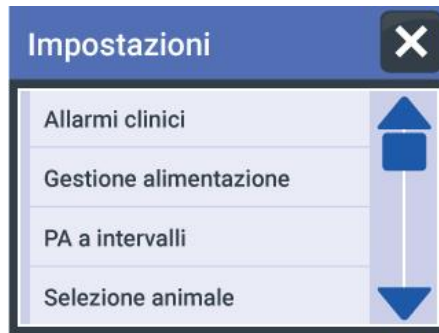 Impostazioni
Allarmi clinici
Gestione alimentazione
PA a intervalli
Selezione animale